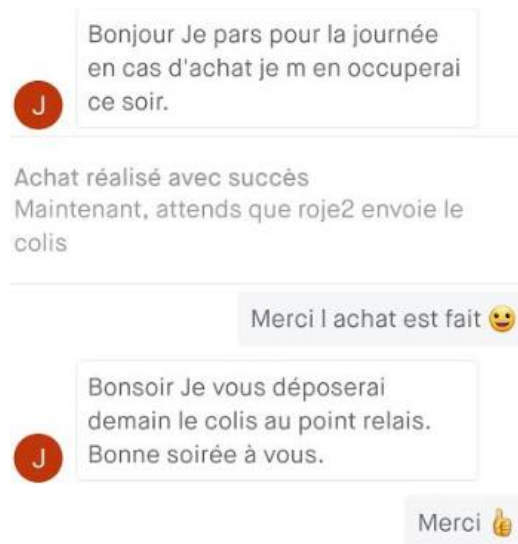 Bonjour Je pars pour la journée
en cas d'achat je m en occuperai
ce soir.
J
Achat réalisé avec succès
Maintenant, attends que roje2 envoie le
colis
Merci l achat est fait 😀
Bonsoir Je vous déposerai
demain le colis au point relais.
Bonne soirée à vous.
J
Merci 👍